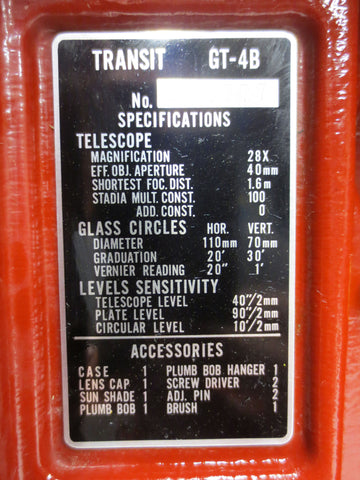 TRANSIT GT-4B
No.
SPECIFICATIONS
TELESCOPE
MAGNIFICATION 28X
EFF. OBJ. APERTURE 40mm
SHORTEST FOC. DIST. 1.6m
STADIA MULT. CONST. 100
ADD. CONST. 0
GLASS CIRCLES HOR. VERT.
DIAMETER 110mm 70mm
GRADUATION 20' 30'
VERNIER READING 20" 1'
LEVELS SENSITIVITY
TELESCOPE LEVEL 40"/2mm
PLATE LEVEL 90"/2mm
CIRCULAR LEVEL 10'/2mm
ACCESSORIES
CASE 1 PLUMB BOB HANGER 1
LENS CAP 1 SCREW DRIVER 2
SUN SHADE 1 ADJ. PIN 2
PLUMB BOB 1 BRUSH 1